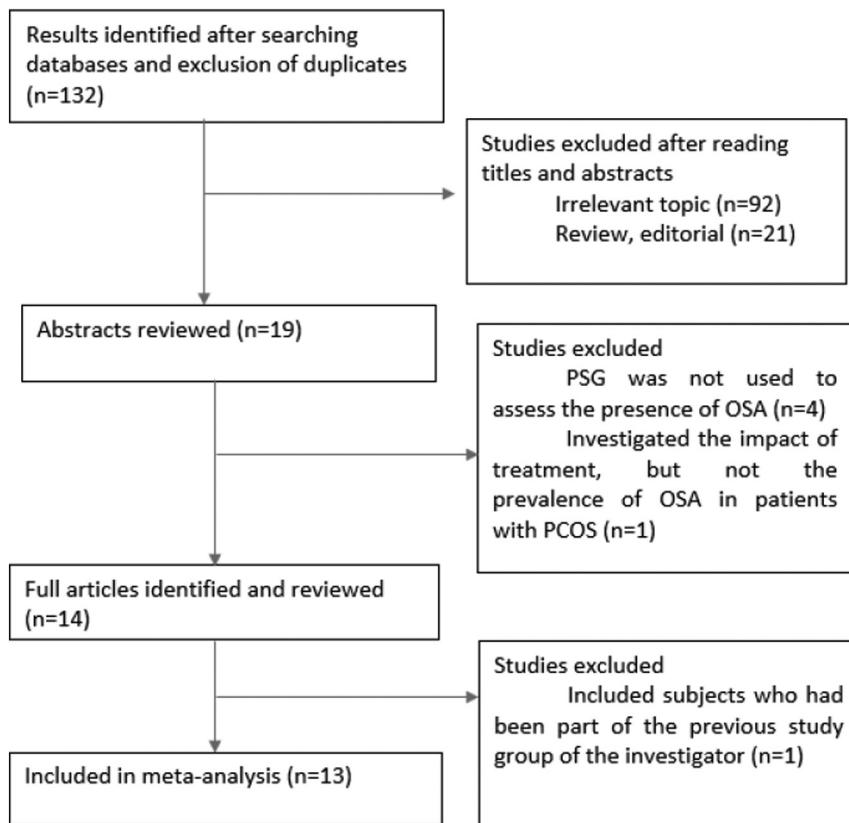 Results identified after searching
databases and exclusion of duplicates
(n=132)
Studies excluded after reading
titles and abstracts
Irrelevant topic (n=92)
Review, editorial (n=21)
Abstracts reviewed (n=19)
Studies excluded
PSG was not used to
assess the presence of OSA (n=4)
Investigated the impact of
treatment, but not the
prevalence of OSA in patients
with PCOS (n=1)
Full articles identified and reviewed
(n=14)
Studies excluded
Included subjects who had
been part of the previous study
group of the investigator (n=1)
Included in meta-analysis (n=13)